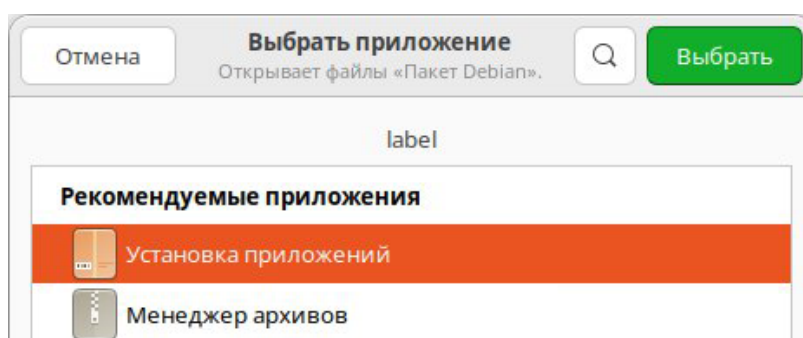 Отмена
Выбрать приложение
Открывает файлы «Пакет Debian».
Выбрать
label
Рекомендуемые приложения
Установка приложений
Менеджер архивов